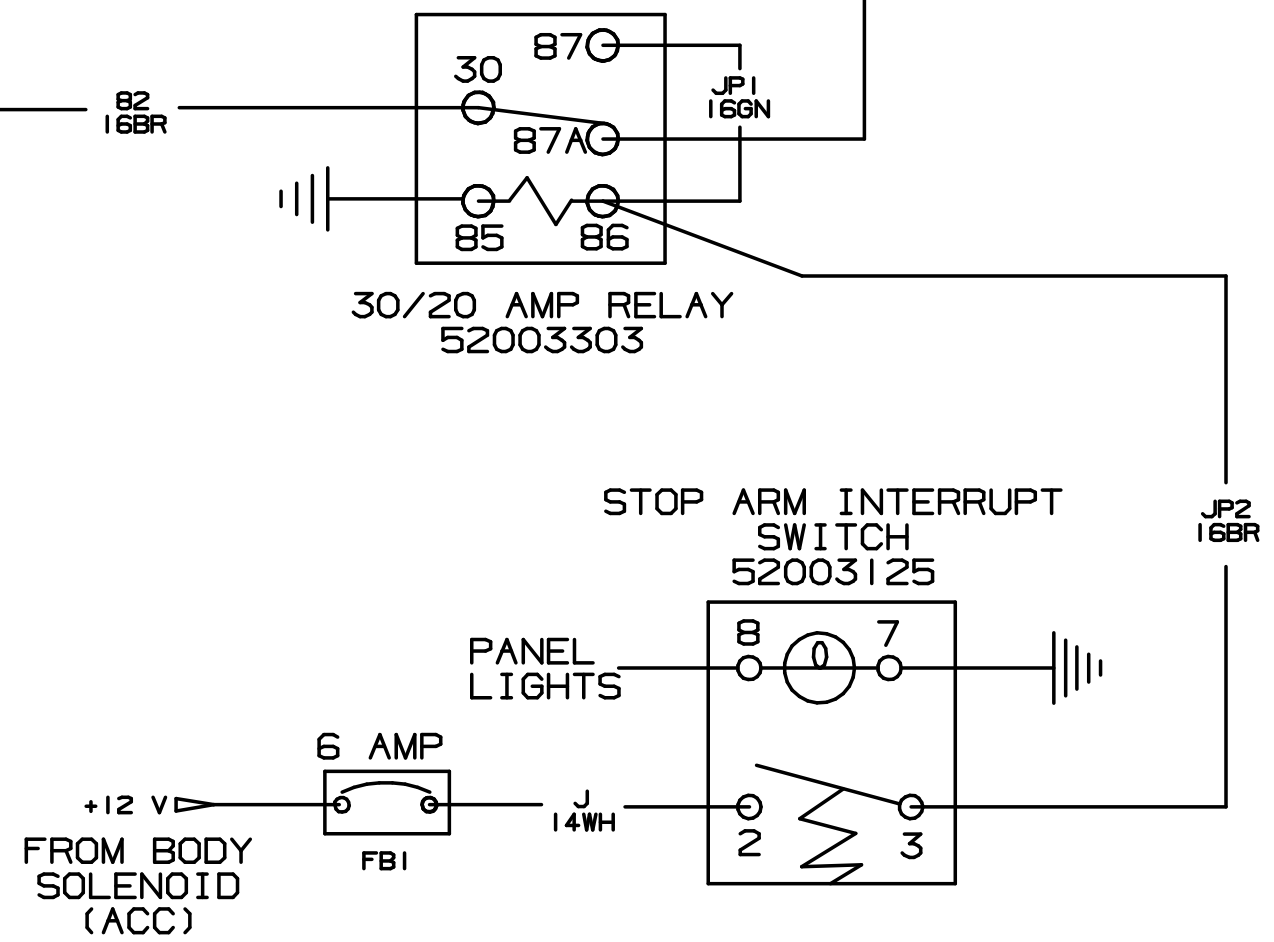 87
30
JP1
16GN
82
16BR
87A
85
86
30/20 AMP RELAY
52003303
STOP ARM INTERRUPT
SWITCH
52003125
JP2
16BR
8
7
PANEL
LIGHTS
6 AMP
+12 V
J
14WH
2
3
FB1
FROM BODY
SOLENOID
(ACC)